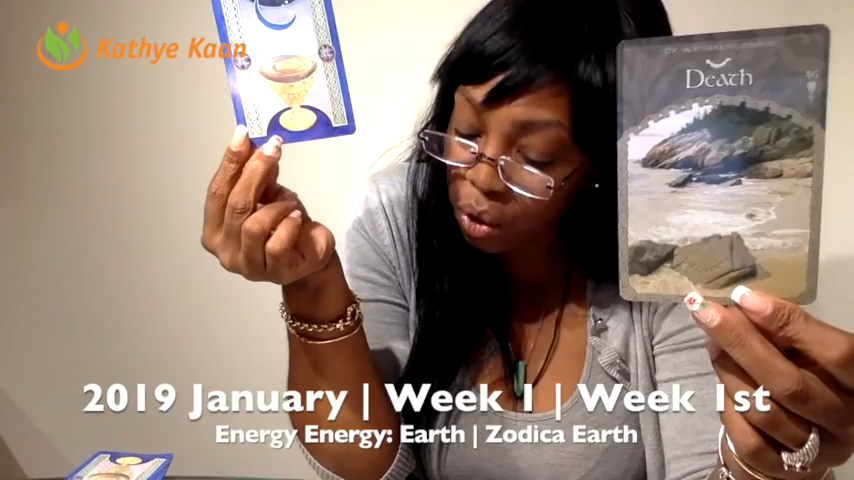 Kathye Kaan
Death
2019 January | Week 1 | Week 1st
Energy Energy: Earth | Zodica Earth